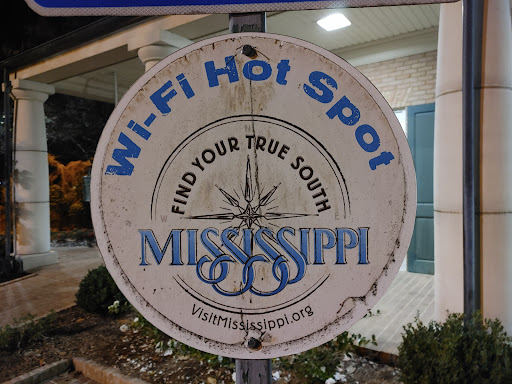 Wi-Fi Hot Spot
FIND YOUR TRUE SOUTH
W E
MISSISSIPPI
VisitMississippi.org